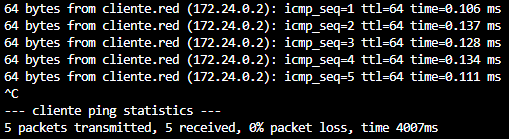 64 bytes from cliente.red (172.24.0.2): icmp_seq=1 ttl=64 time=0.106 ms
64 bytes from cliente.red (172.24.0.2): icmp_seq=2 ttl=64 time=0.137 ms
64 bytes from cliente.red (172.24.0.2): icmp_seq=3 ttl=64 time=0.128 ms
64 bytes from cliente.red (172.24.0.2): icmp_seq=4 ttl=64 time=0.134 ms
64 bytes from cliente.red (172.24.0.2): icmp_seq=5 ttl=64 time=0.111 ms
^C
--- cliente ping statistics ---
5 packets transmitted, 5 received, 0% packet loss, time 4007ms